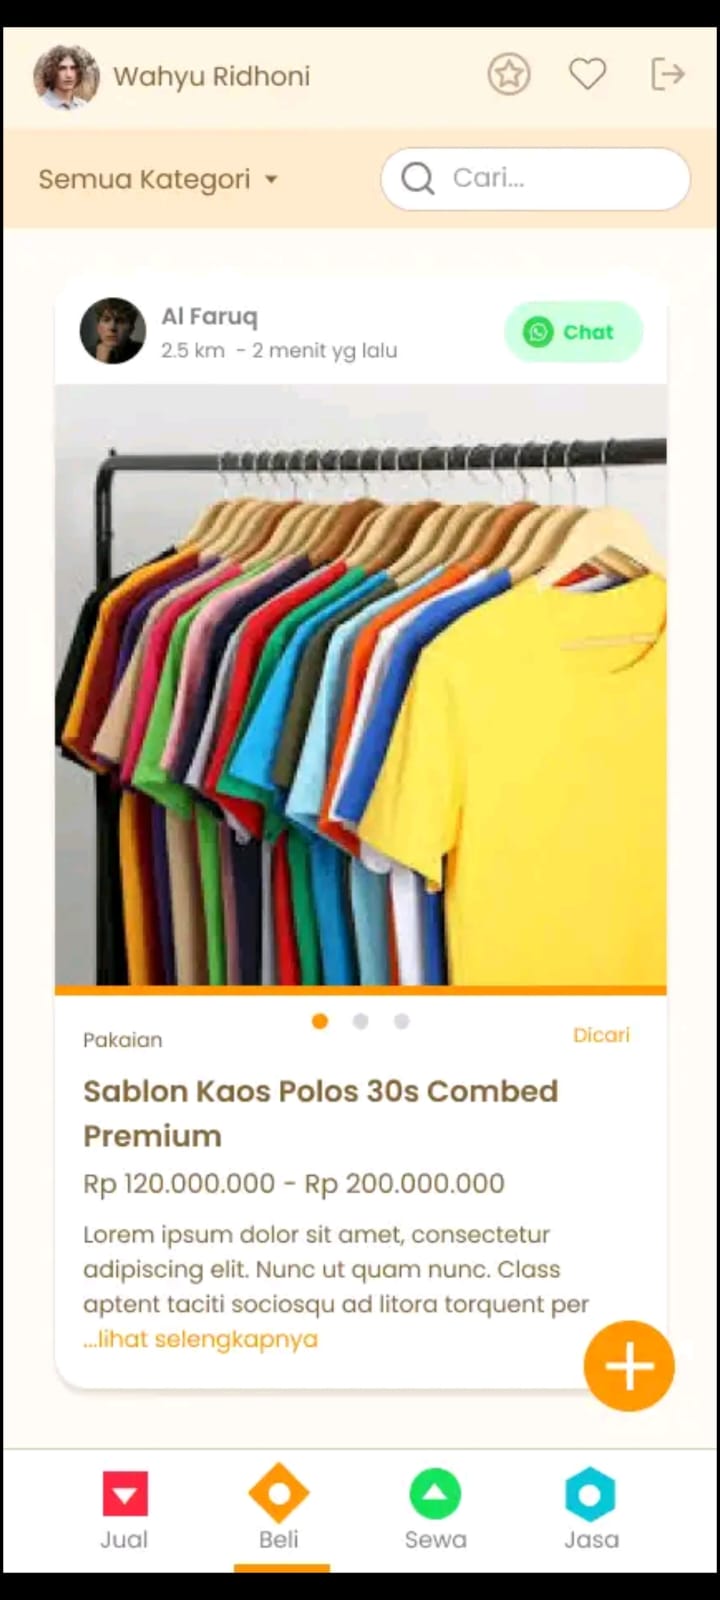 Wahyu Ridhoni
Semua Kategori
Cari...
Al Faruq
2.5 km - 2 menit yg lalu
Chat
Pakaian
Dicari
Sablon Kaos Polos 30s Combed
Premium
Rp 120.000.000 - Rp 200.000.000
Lorem ipsum dolor sit amet, consectetur
adipiscing elit. Nunc ut quam nunc. Class
aptent taciti sociosqu ad litora torquent per
...lihat selengkapnya
Jual
Beli
Sewa
Jasa